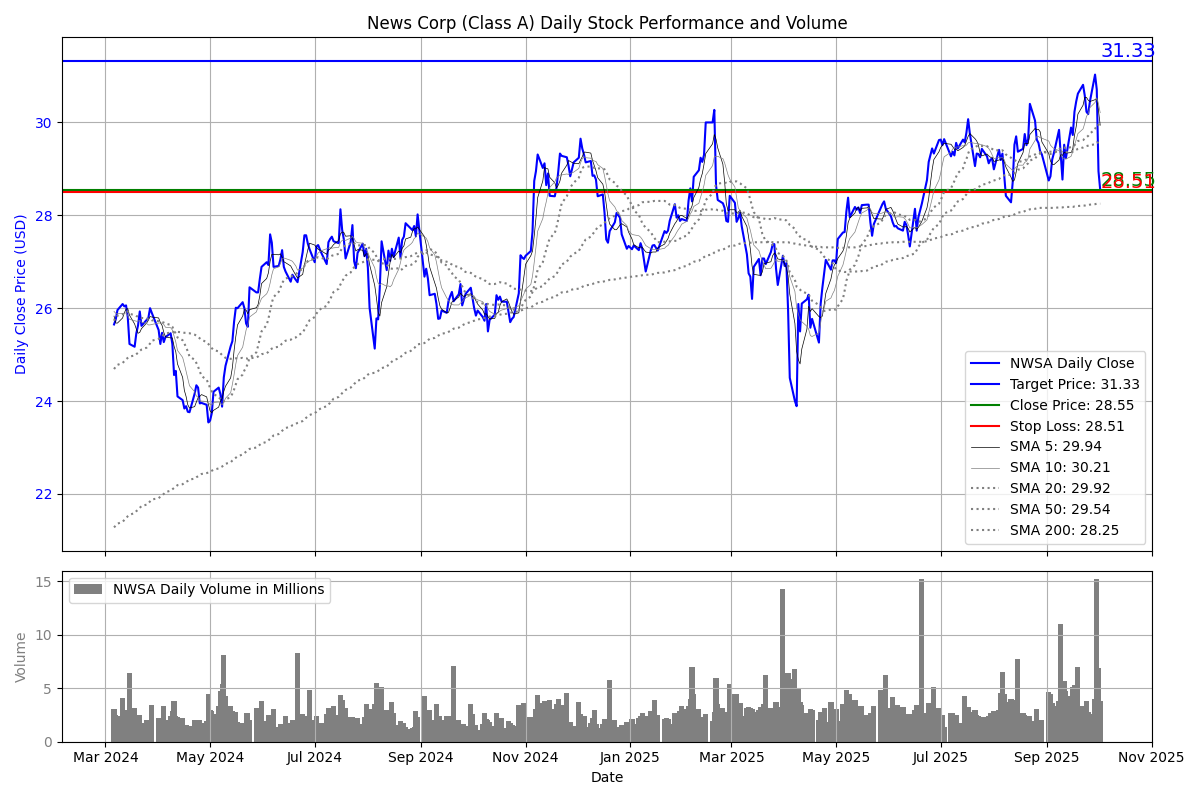 News Corp (Class A) Daily Stock Performance and Volume
31.33
30
28.55
28.51
28
Daily Close Price (USD)
26
24
22
NWSA Daily Close
Target Price: 31.33
Close Price: 28.55
Stop Loss: 28.51
SMA 5: 29.94
SMA 10: 30.21
SMA 20: 29.92
SMA 50: 29.54
SMA 200: 28.25
15
NWSA Daily Volume in Millions
10
Volume
5
0
Mar 2024 May 2024 Jul 2024 Sep 2024 Nov 2024 Jan 2025 Mar 2025 May 2025 Jul 2025 Sep 2025 Nov 2025
Date